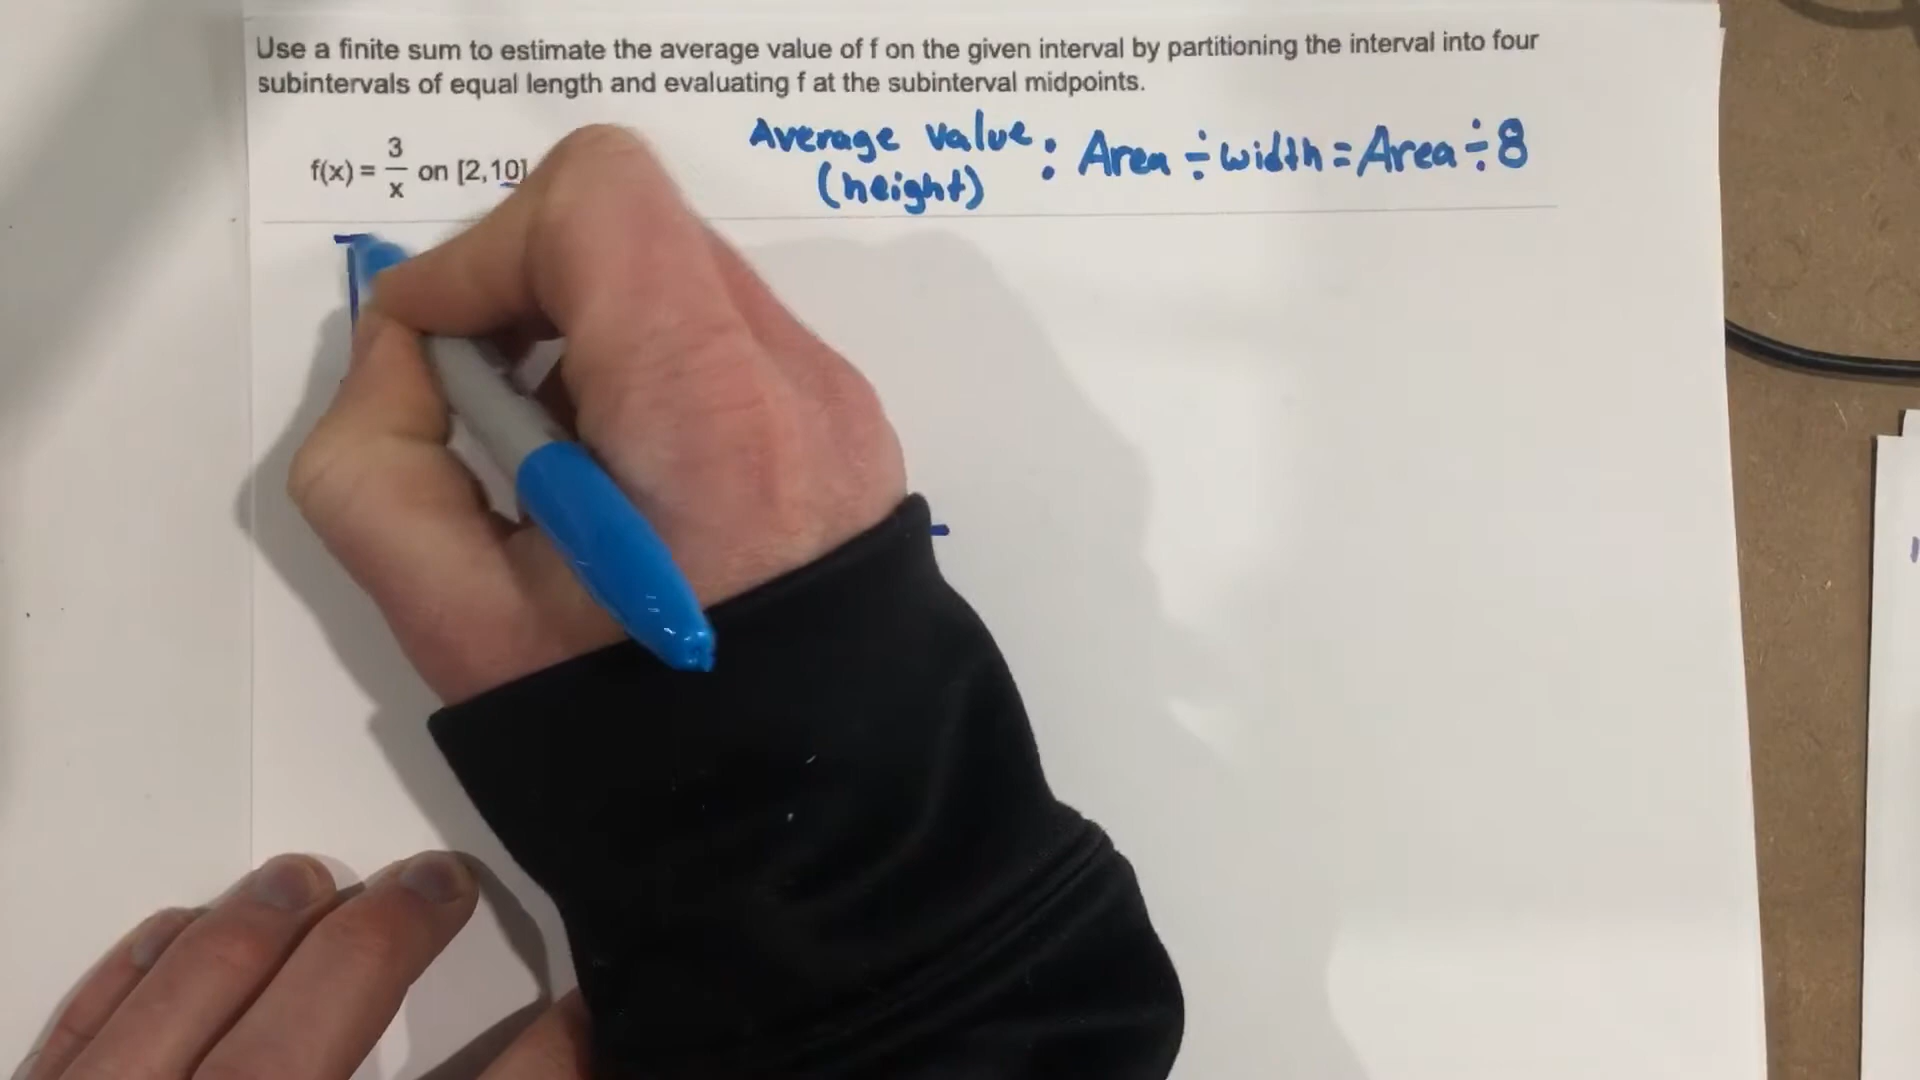 Use a finite sum to estimate the average value of f on the given interval by partitioning the interval into four
subintervals of equal length and evaluating f at the subinterval midpoints.
f(x) = 3/x on [2,10]
Average value (height) : Area ÷ width = Area ÷ 8